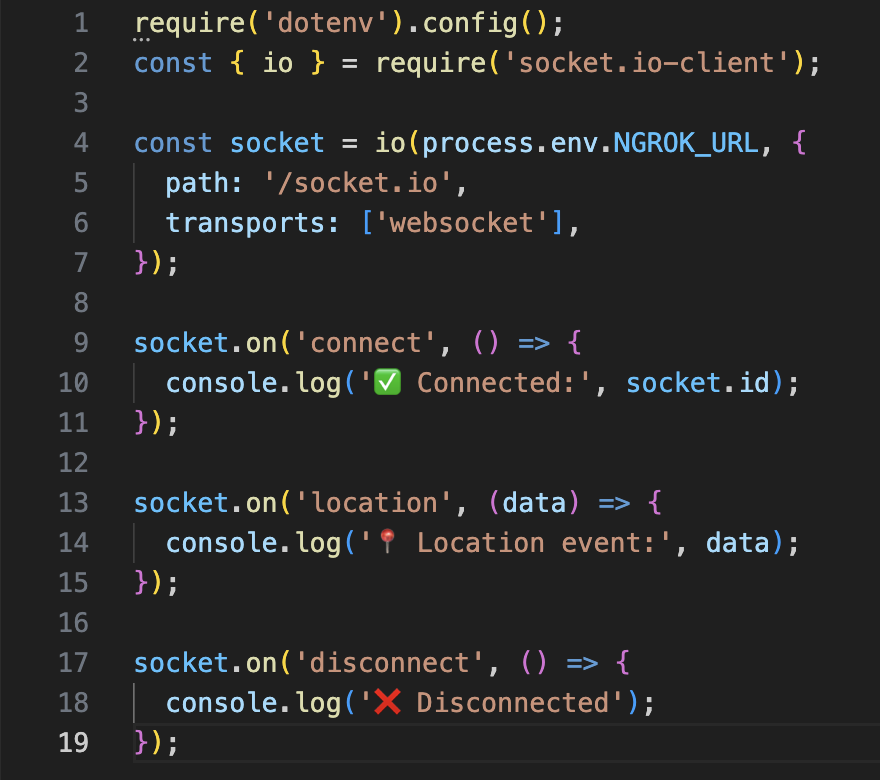 1 require('dotenv').config();
2 const { io } = require('socket.io-client');
3
4 const socket = io(process.env.NGROK_URL, {
5   path: '/socket.io',
6   transports: ['websocket'],
7 });
8
9 socket.on('connect', () => {
10   console.log('✅ Connected:', socket.id);
11 });
12
13 socket.on('location', (data) => {
14   console.log('📍 Location event:', data);
15 });
16
17 socket.on('disconnect', () => {
18   console.log('❌ Disconnected');
19 });